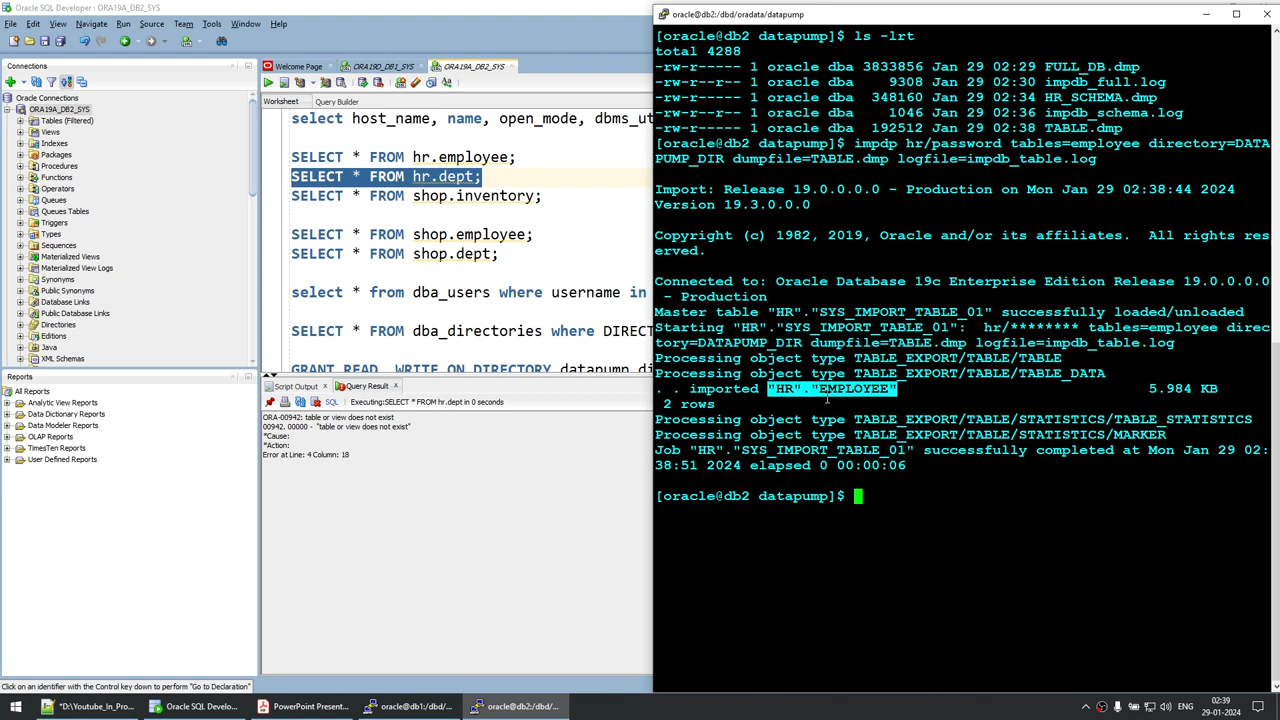 Oracle SQL Developer : ORA19A_DB2_SYS
File Edit View Navigate Run Source Team Tools Window Help
Connections
Oracle Connections
ORA19A_DB2_SYS
Tables (Filtered)
Views
Indexes
Packages
Procedures
Functions
Operators
Queues
Queues Tables
Triggers
Types
Sequences
Materialized Views
Materialized View Logs
Synonyms
Public Synonyms
Database Links
Public Database Links
Directories
Editions
XML Schemas
Reports
All Reports
Analytic View Reports
Data Dictionary Reports
Data Modeler Reports
OLAP Reports
TimesTen Reports
User Defined Reports
Click on an identifier with the Control key down to perform "Go to Declaration"
Welcome Page
ORA19D_DB1_SYS
ORA19A_DB2_SYS
Worksheet Query Builder
select host_name, name, open_mode, dbms_ut
SELECT * FROM hr.employee;
SELECT * FROM hr.dept;
SELECT * FROM shop.inventory;
SELECT * FROM shop.employee;
SELECT * FROM shop.dept;
select * from dba_users where username in
SELECT * FROM dba_directories where DIRECT
GRANT READ, WRITE ON DIRECTORY datapump_di
Script Output Query Result
SQL Executing:SELECT * FROM hr.dept in 0 seconds
ORA-00942: table or view does not exist
00942. 00000 - "table or view does not exist"
*Cause:
*Action:
Error at Line: 4 Column: 18
oracle@db2:/dbd/oradata/datapump
[oracle@db2 datapump]$ ls -lrt
total 4288
-rw-r----- 1 oracle dba 3833856 Jan 29 02:29 FULL_DB.dmp
-rw-r--r-- 1 oracle dba 9308 Jan 29 02:30 impdb_full.log
-rw-r----- 1 oracle dba 348160 Jan 29 02:34 HR_SCHEMA.dmp
-rw-r--r-- 1 oracle dba 1046 Jan 29 02:36 impdb_schema.log
-rw-r----- 1 oracle dba 192512 Jan 29 02:38 TABLE.dmp
[oracle@db2 datapump]$ impdp hr/password tables=employee directory=DATA
PUMP_DIR dumpfile=TABLE.dmp logfile=impdb_table.log
Import: Release 19.0.0.0.0 - Production on Mon Jan 29 02:38:44 2024
Version 19.3.0.0.0
Copyright (c) 1982, 2019, Oracle and/or its affiliates. All rights res
erved.
Connected to: Oracle Database 19c Enterprise Edition Release 19.0.0.0.0
- Production
Master table "HR"."SYS_IMPORT_TABLE_01" successfully loaded/unloaded
Starting "HR"."SYS_IMPORT_TABLE_01": hr/******** tables=employee direc
tory=DATAPUMP_DIR dumpfile=TABLE.dmp logfile=impdb_table.log
Processing object type TABLE_EXPORT/TABLE/TABLE
Processing object type TABLE_EXPORT/TABLE/TABLE_DATA
. . imported "HR"."EMPLOYEE" 5.984 KB
2 rows
Processing object type TABLE_EXPORT/TABLE/STATISTICS/TABLE_STATISTICS
Processing object type TABLE_EXPORT/TABLE/STATISTICS/MARKER
Job "HR"."SYS_IMPORT_TABLE_01" successfully completed at Mon Jan 29 02:
38:51 2024 elapsed 0 00:00:06
[oracle@db2 datapump]$
*D:\Youtube_In_Pro... Oracle SQL Develo... PowerPoint Present... oracle@db1:/dbd/... oracle@db2:/dbd/...
ENG
02:39
29-01-2024